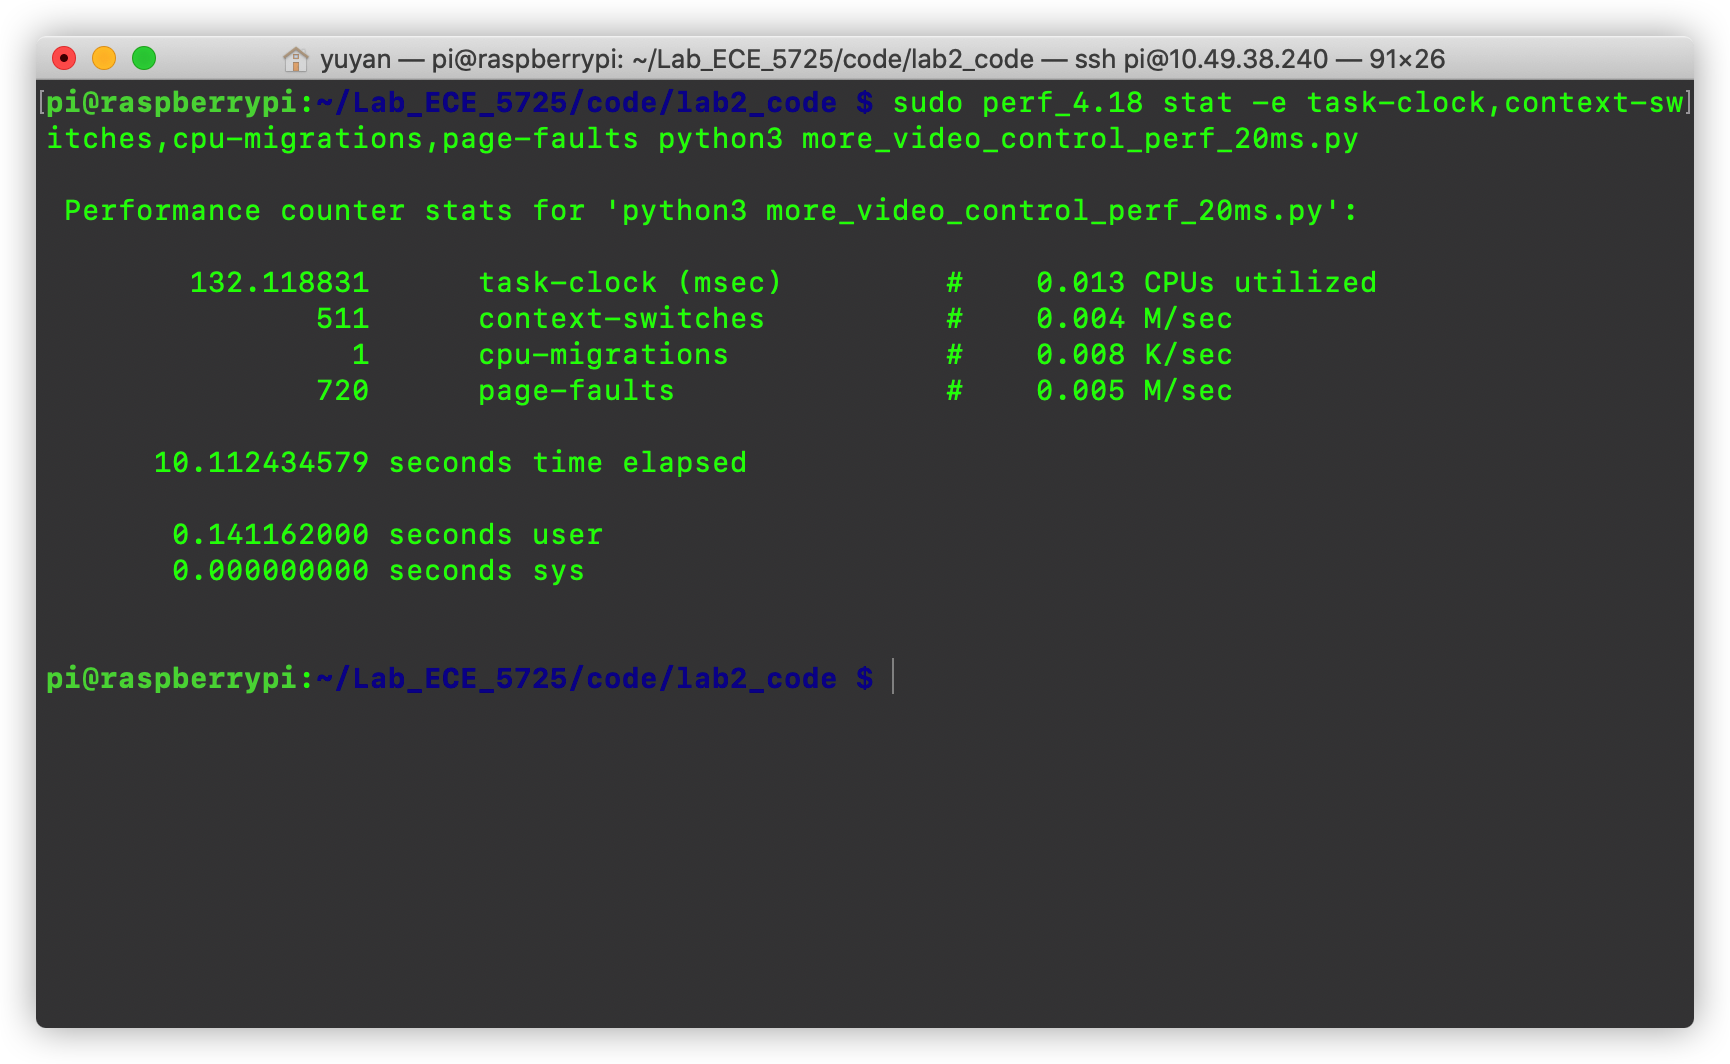 yuyan — pi@raspberrypi: ~/Lab_ECE_5725/code/lab2_code — ssh pi@10.49.38.240 — 91×26
[pi@raspberrypi:~/Lab_ECE_5725/code/lab2_code $ sudo perf_4.18 stat -e task-clock,context-sw]
itches,cpu-migrations,page-faults python3 more_video_control_perf_20ms.py
Performance counter stats for 'python3 more_video_control_perf_20ms.py':
132.118831 task-clock (msec) # 0.013 CPUs utilized
511 context-switches # 0.004 M/sec
1 cpu-migrations # 0.008 K/sec
720 page-faults # 0.005 M/sec
10.112434579 seconds time elapsed
0.141162000 seconds user
0.000000000 seconds sys
pi@raspberrypi:~/Lab_ECE_5725/code/lab2_code $